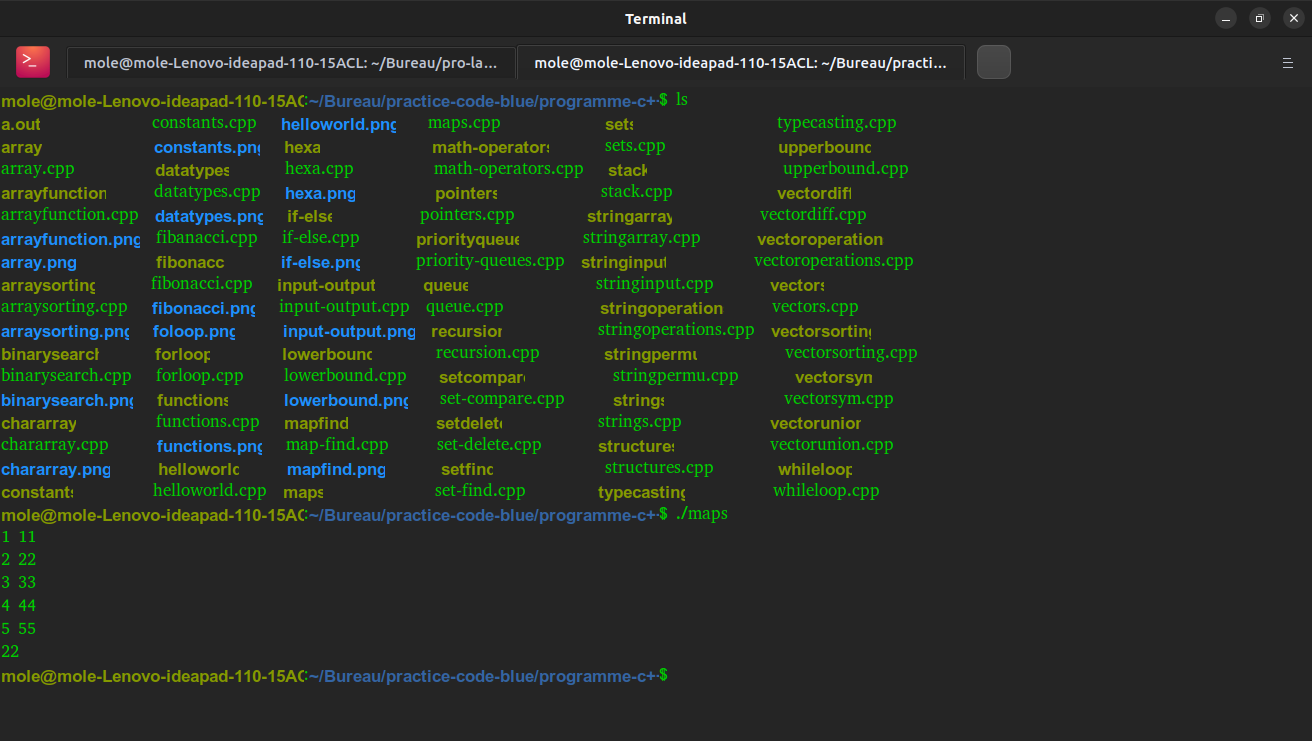 Terminal
>_
mole@mole-Lenovo-ideapad-110-15ACL: ~/Bureau/pro-la... mole@mole-Lenovo-ideapad-110-15ACL: ~/Bureau/practi...
mole@mole-Lenovo-ideapad-110-15AC:~/Bureau/practice-code-blue/programme-c+$ ls
a.out constants.cpp helloworld.png maps.cpp sets typecasting.cpp
array constants.png hexa math-operators sets.cpp upperbound
array.cpp datatypes hexa.cpp math-operators.cpp stack upperbound.cpp
arrayfunction datatypes.cpp hexa.png pointers stack.cpp vectordiff
arrayfunction.cpp datatypes.png if-else pointers.cpp stringarray vectordiff.cpp
arrayfunction.png fibanacci.cpp if-else.cpp priorityqueue stringarray.cpp vectoroperation
array.png fibonacc if-else.png priority-queues.cpp stringinput vectoroperations.cpp
arraysorting fibonacci.cpp input-output queue stringinput.cpp vectors
arraysorting.cpp fibonacci.png input-output.cpp queue.cpp stringoperation vectors.cpp
arraysorting.png foloop.png input-output.png recursion stringoperations.cpp vectorsorting
binarysearch forloop lowerbound recursion.cpp stringpermu vectorsorting.cpp
binarysearch.cpp forloop.cpp lowerbound.cpp setcompare stringpermu.cpp vectorsym
binarysearch.png functions lowerbound.png set-compare.cpp strings vectorsym.cpp
chararray functions.cpp mapfind setdelete strings.cpp vectorunion
chararray.cpp functions.png map-find.cpp set-delete.cpp structures vectorunion.cpp
chararray.png helloworld mapfind.png setfind structures.cpp whileloop
constants helloworld.cpp maps set-find.cpp typecasting whileloop.cpp
mole@mole-Lenovo-ideapad-110-15AC:~/Bureau/practice-code-blue/programme-c+$ ./maps
1 11
2 22
3 33
4 44
5 55
22
mole@mole-Lenovo-ideapad-110-15AC:~/Bureau/practice-code-blue/programme-c+$